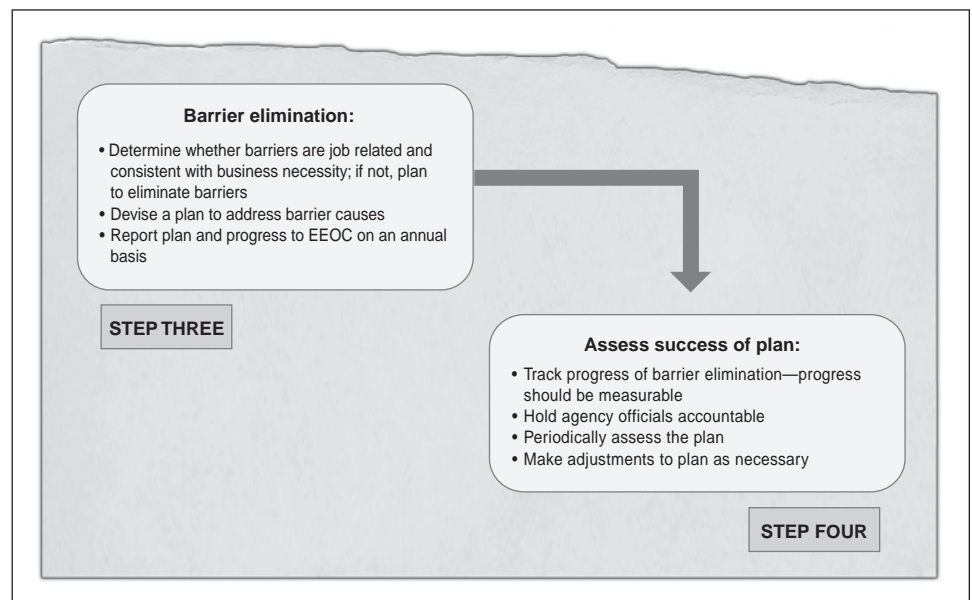 Barrier elimination:
• Determine whether barriers are job related and
consistent with business necessity; if not, plan
to eliminate barriers
• Devise a plan to address barrier causes
• Report plan and progress to EEOC on an annual
basis
STEP THREE
Assess success of plan:
• Track progress of barrier elimination—progress
should be measurable
• Hold agency officials accountable
• Periodically assess the plan
• Make adjustments to plan as necessary
STEP FOUR